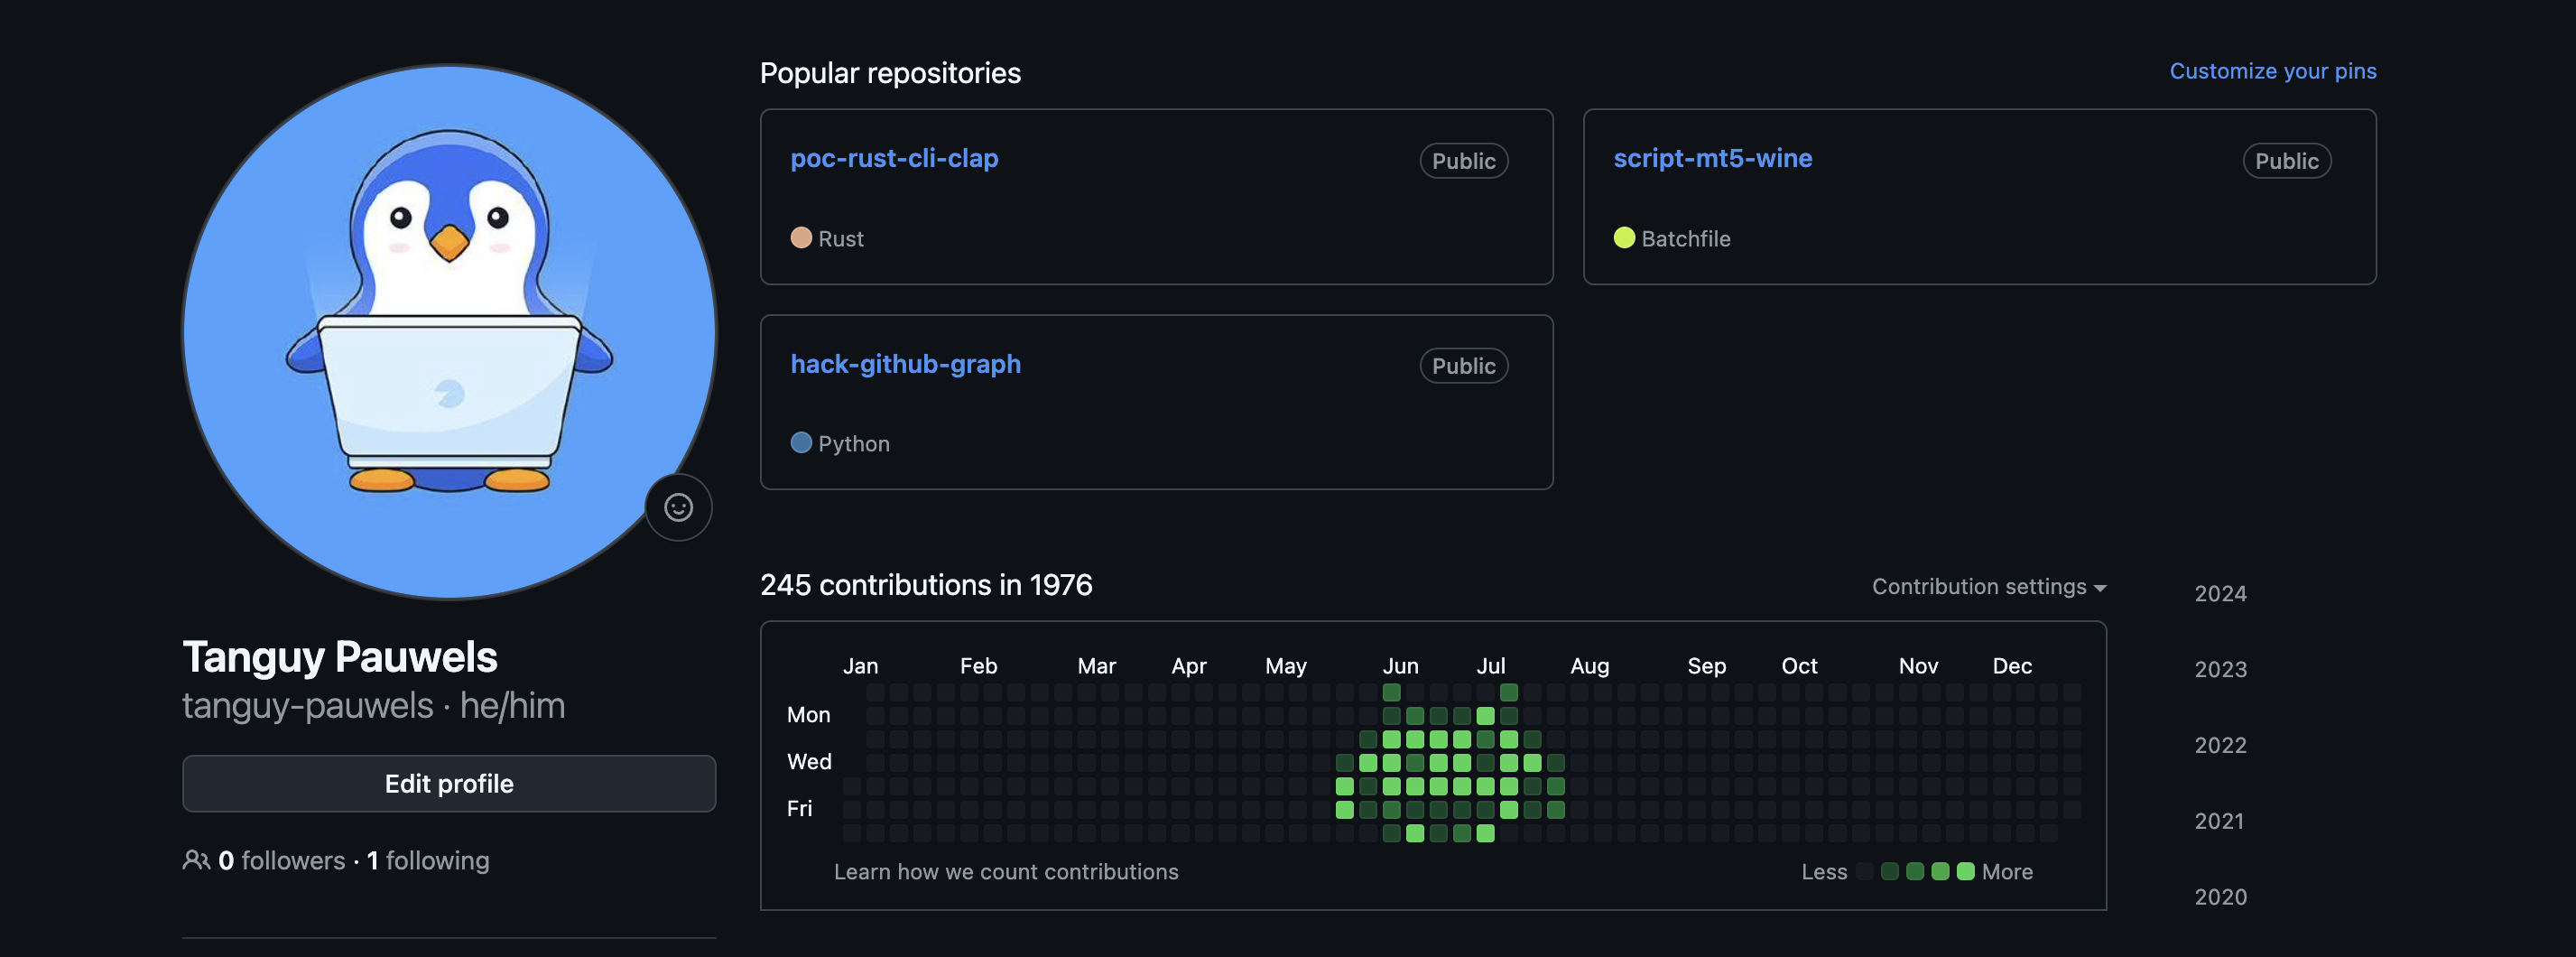 Popular repositories
Customize your pins
poc-rust-cli-clap
Public
Rust
script-mt5-wine
Public
Batchfile
hack-github-graph
Public
Python
Tanguy Pauwels
tanguy-pauwels · he/him
Edit profile
0 followers · 1 following
245 contributions in 1976
Contribution settings
Jan Feb Mar Apr May Jun Jul Aug Sep Oct Nov Dec
Mon
Wed
Fri
Learn how we count contributions
Less More
2024
2023
2022
2021
2020